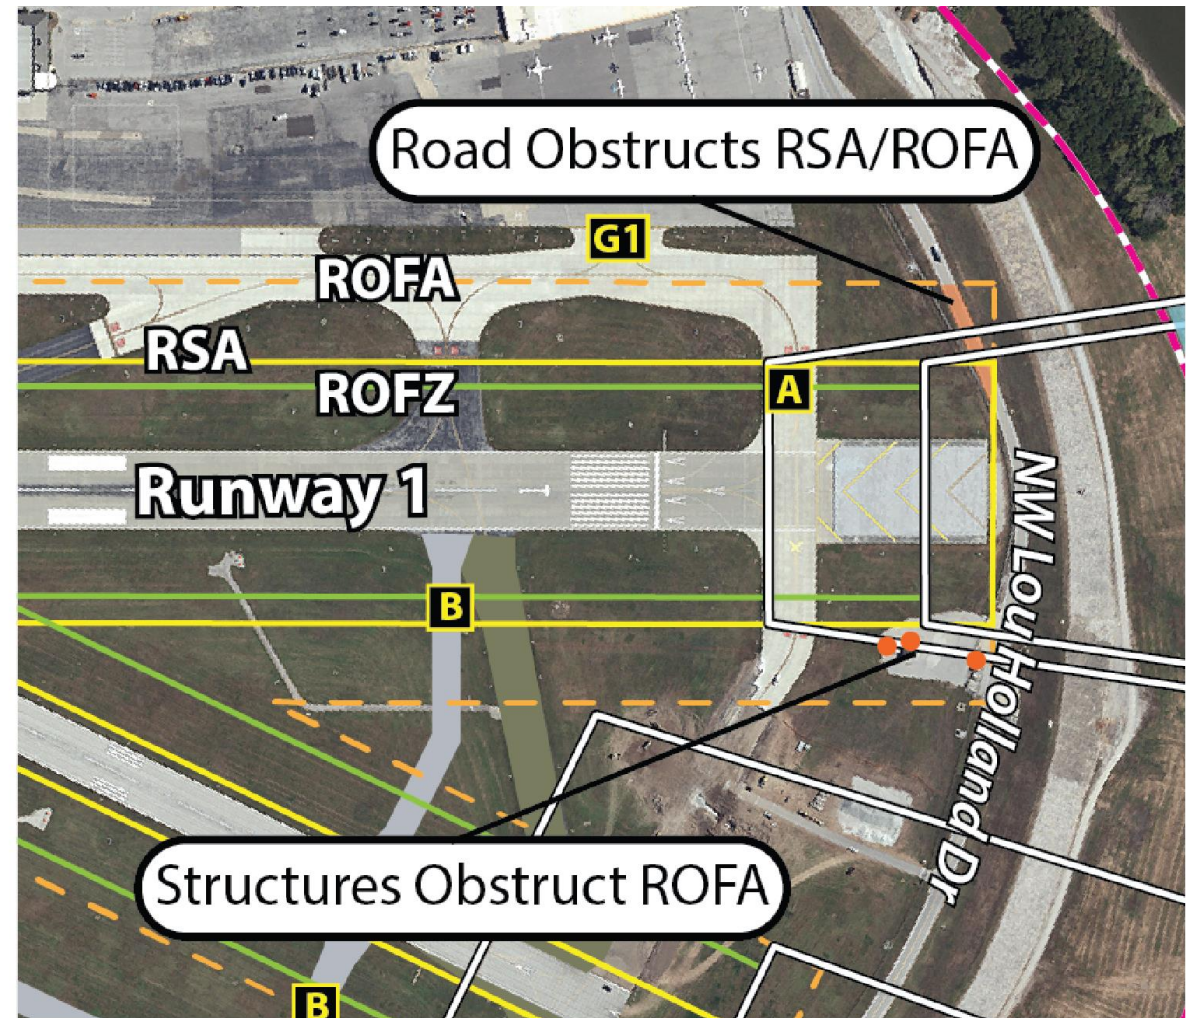 Road Obstructs RSA/ROFA
G1
ROFA
RSA
ROFZ
A
Runway 1
NW Lou Holland Dr
B
Structures Obstruct ROFA
B